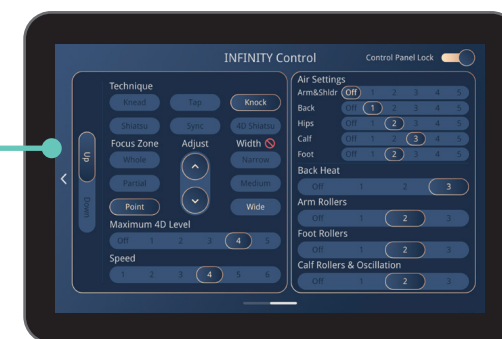 INFINITY Control
Control Panel Lock
Up
Down
Technique
Knead Tap Knock
Shiatsu Sync 4D Shiatsu
Focus Zone Adjust Width
Whole Narrow
Partial Medium
Point Wide
Maximum 4D Level
Off 1 2 3 4 5
Speed
1 2 3 4 5 6
Air Settings
Arm&Shldr Off 1 2 3 4 5
Back Off 1 2 3 4 5
Hips Off 1 2 3 4 5
Calf Off 1 2 3 4 5
Foot Off 1 2 3 4 5
Back Heat
Off 1 2 3
Arm Rollers
Off 1 2 3
Foot Rollers
Off 1 2 3
Calf Rollers & Oscillation
Off 1 2 3